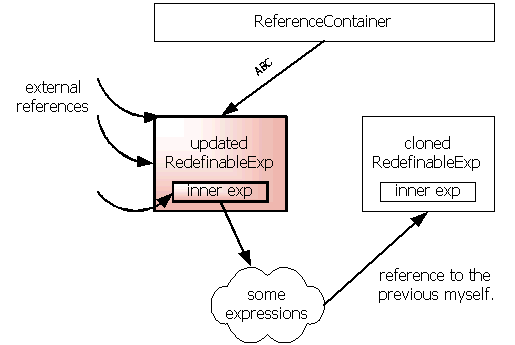 ReferenceContainer
ABC
external
references
updated
RedefinableExp
inner exp
cloned
RedefinableExp
inner exp
some
expressions
reference to the
previous myself.